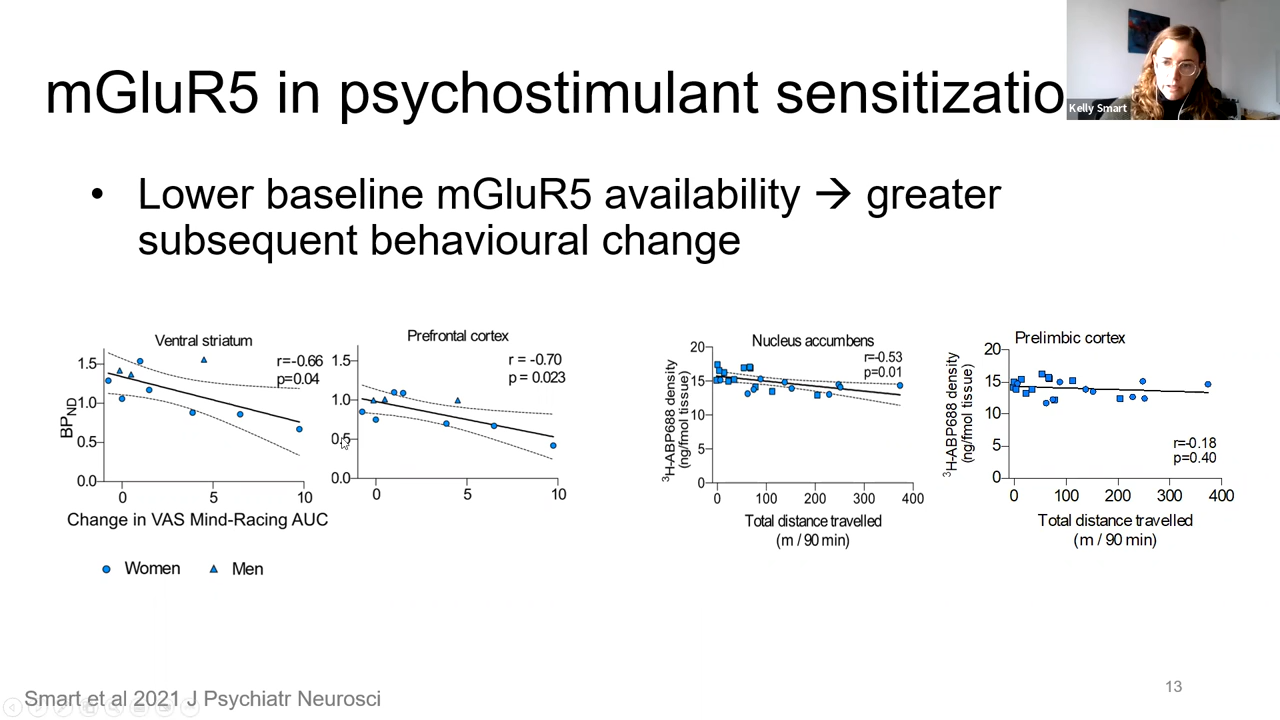 mGluR5 in psychostimulant sensitizatio
Kelly Smart
• Lower baseline mGluR5 availability → greater
subsequent behavioural change
Ventral striatum
r=-0.66
p=0.04
1.5
1.0
0.5
0.0
BPND
0 5 10
Change in VAS Mind-Racing AUC
Prefrontal cortex
r = -0.70
p = 0.023
1.5
1.0
0.5
0.0
0 5 10
Women Men
Nucleus accumbens
r=-0.53
p=0.01
20
15
10
5
0
3H-ABP688 density
(ng/fmol tissue)
0 100 200 300 400
Total distance travelled
(m / 90 min)
Prelimbic cortex
20
15
10
5
0
3H-ABP688 density
(ng/fmol tissue)
r=-0.18
p=0.40
0 100 200 300 400
Total distance travelled
(m / 90 min)
Smart et al 2021 J Psychiatr Neurosci
13